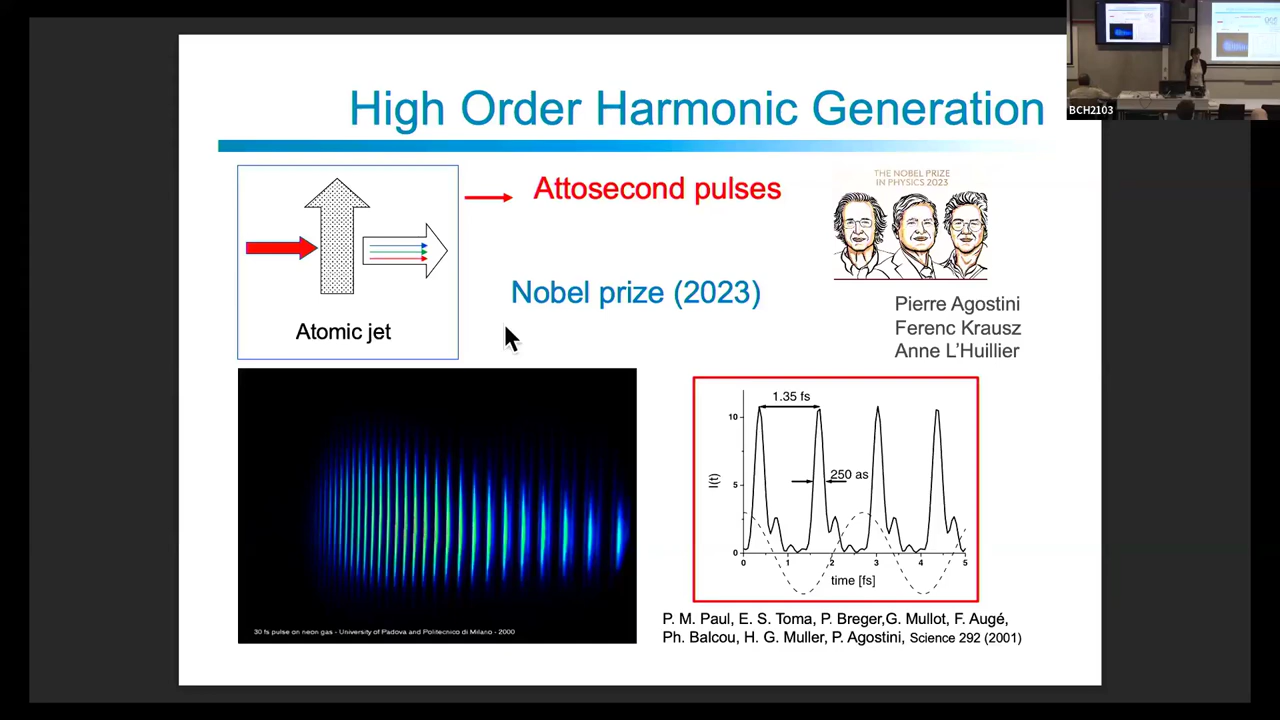 BCH2103
High Order Harmonic Generation
Attosecond pulses
THE NOBEL PRIZE
IN PHYSICS 2023
Nobel prize (2023)
Atomic jet
Pierre Agostini
Ferenc Krausz
Anne L'Huillier
30 fs pulse on neon gas - University of Padova and Politecnico di Milano - 2000
1.35 fs
250 as
I(t)
10
5
0
0 1 2 3 4 5
time [fs]
P. M. Paul, E. S. Toma, P. Breger,G. Mullot, F. Augé,
Ph. Balcou, H. G. Muller, P. Agostini, Science 292 (2001)